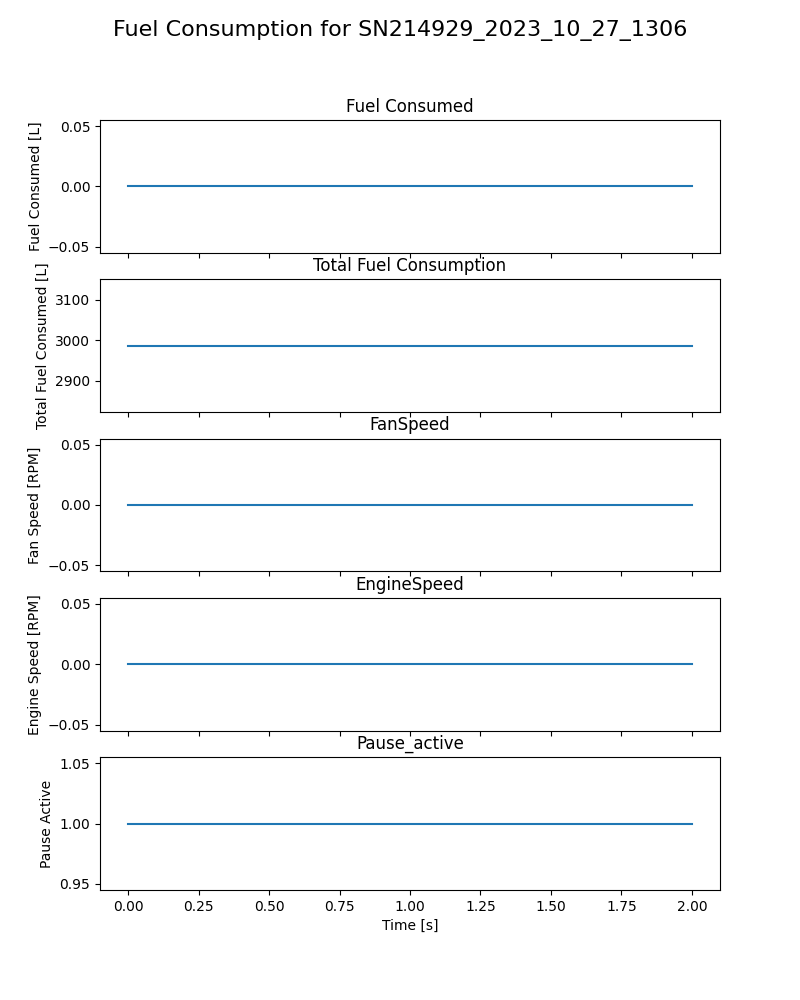 Fuel Consumption for SN214929_2023_10_27_1306
Fuel Consumed
Fuel Consumed [L]
0.05
0.00
−0.05
Total Fuel Consumption
Total Fuel Consumed [L]
3100
3000
2900
FanSpeed
Fan Speed [RPM]
0.05
0.00
−0.05
EngineSpeed
Engine Speed [RPM]
0.05
0.00
−0.05
Pause_active
Pause Active
1.05
1.00
0.95
0.00 0.25 0.50 0.75 1.00 1.25 1.50 1.75 2.00
Time [s]